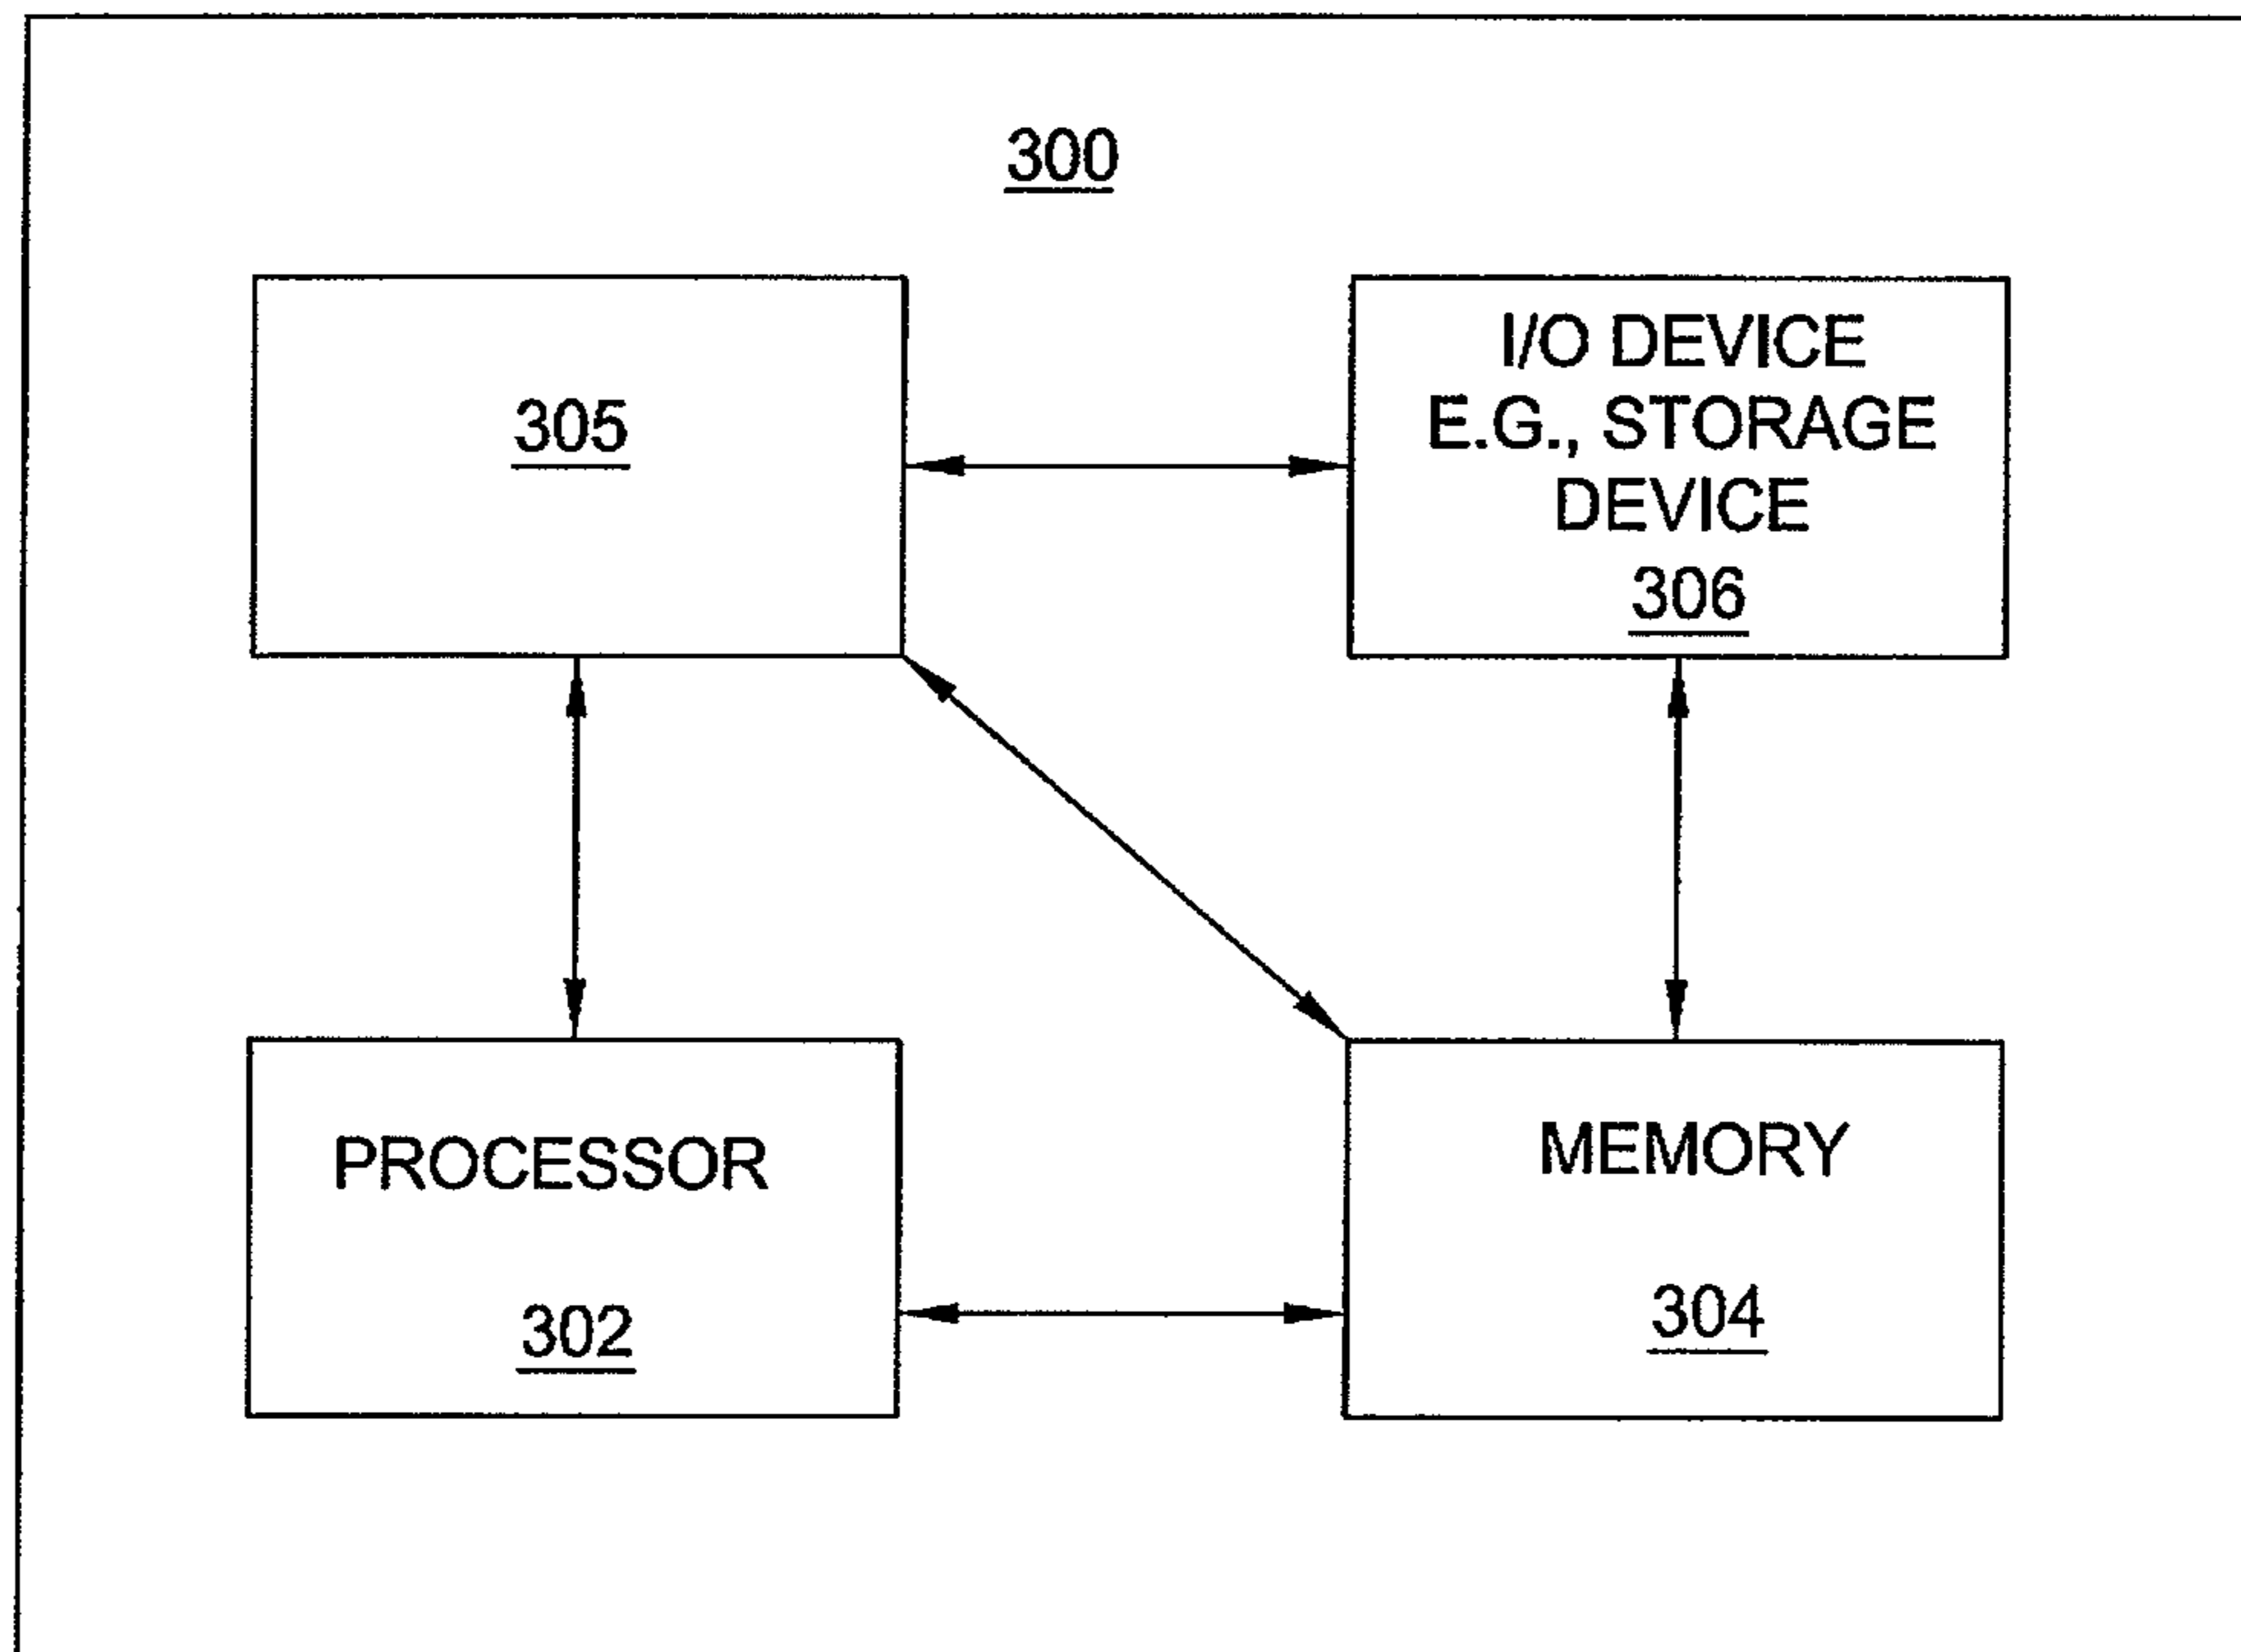 300
305
I/O DEVICE
E.G., STORAGE
DEVICE
306
PROCESSOR
302
MEMORY
304